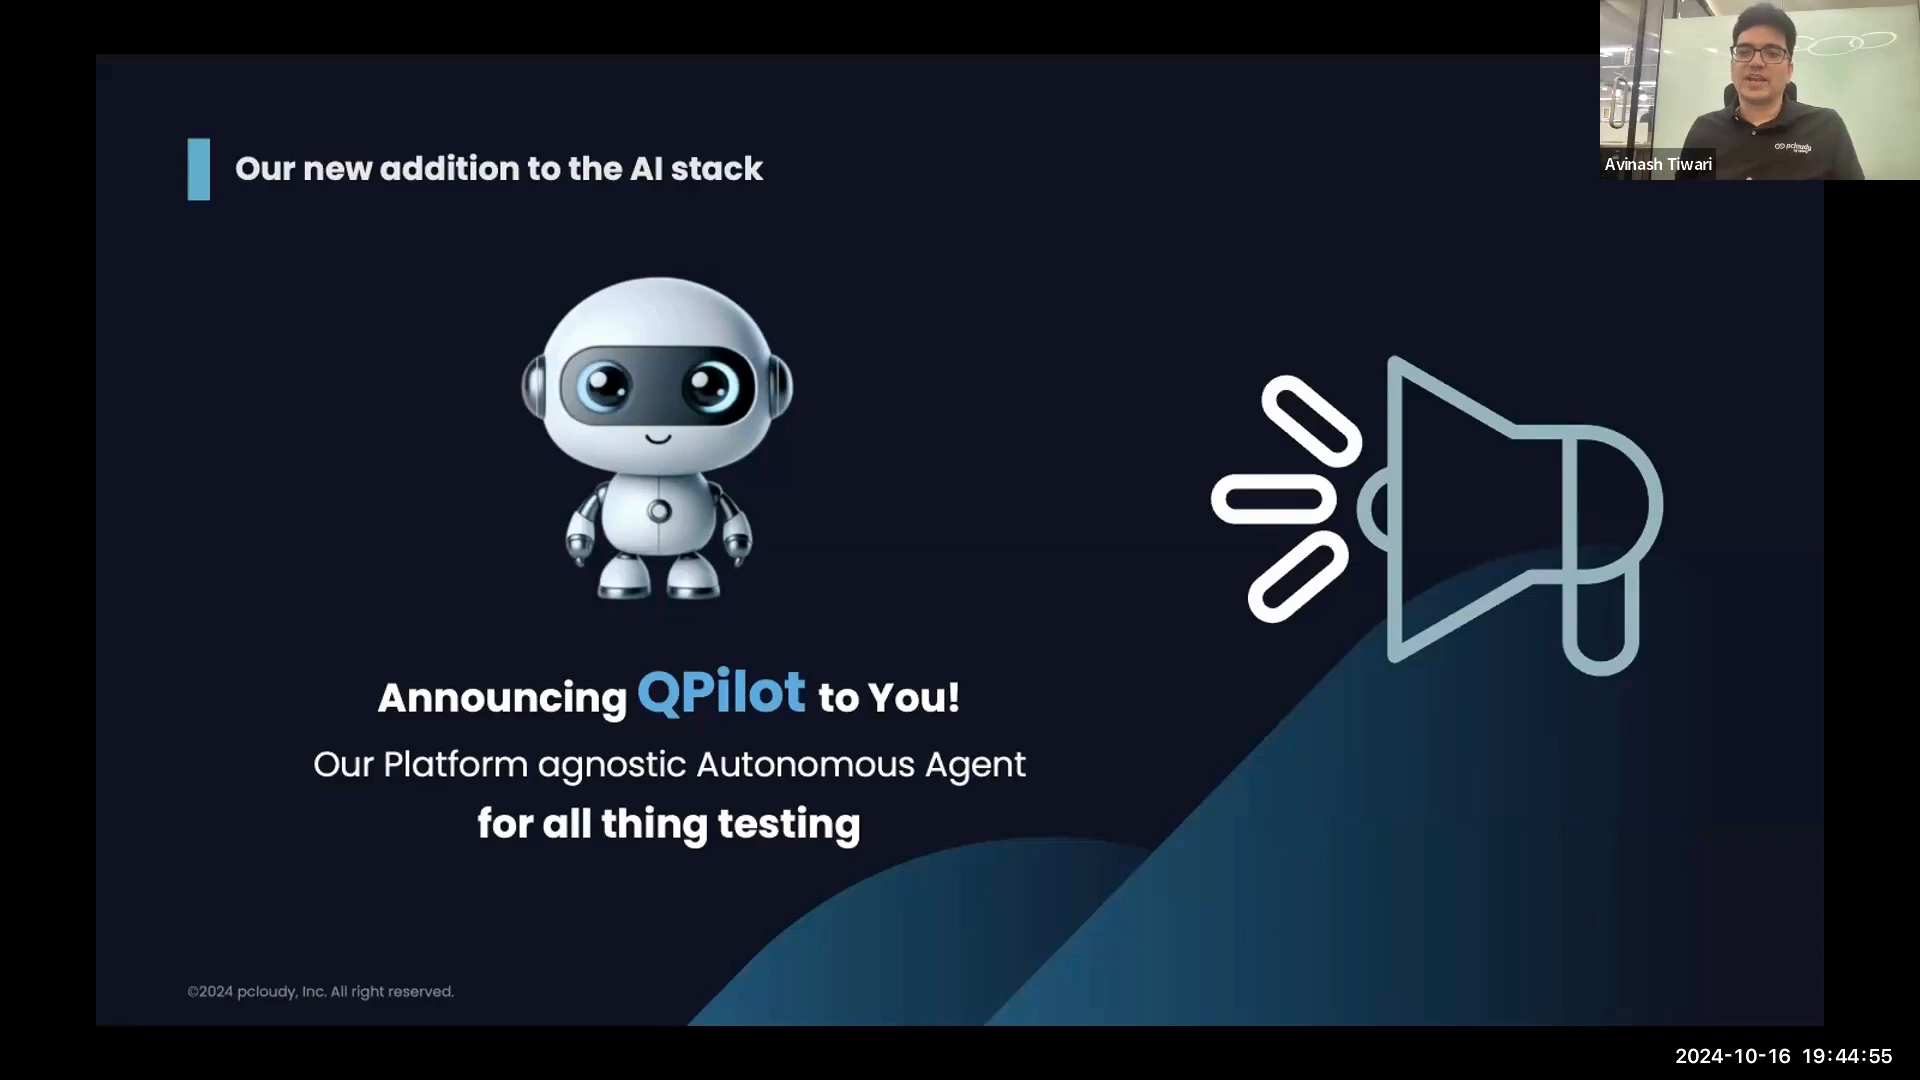 Our new addition to the AI stack
pcloudy
Avinash Tiwari
Announcing QPilot to You!
Our Platform agnostic Autonomous Agent
for all thing testing
©2024 pcloudy, Inc. All right reserved.
2024-10-16 19:44:55